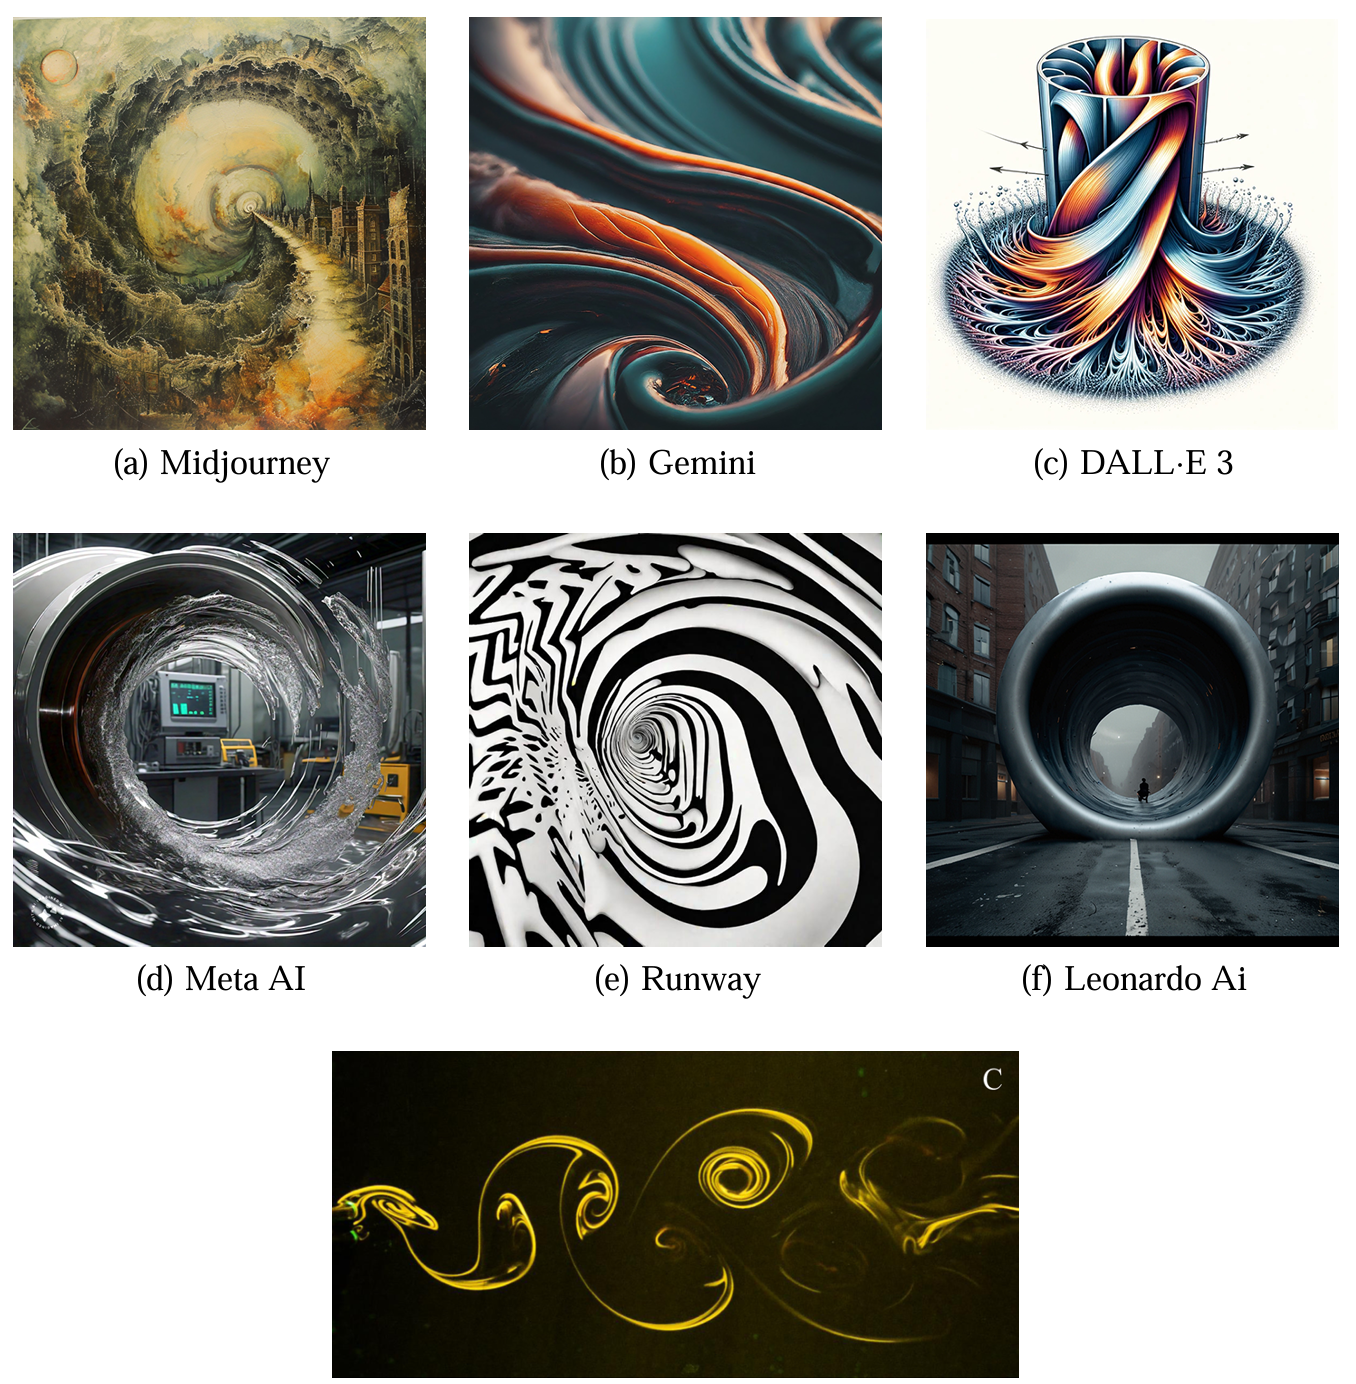 (a) Midjourney
(b) Gemini
(c) DALL·E 3
(d) Meta AI
(e) Runway
(f) Leonardo Ai
C